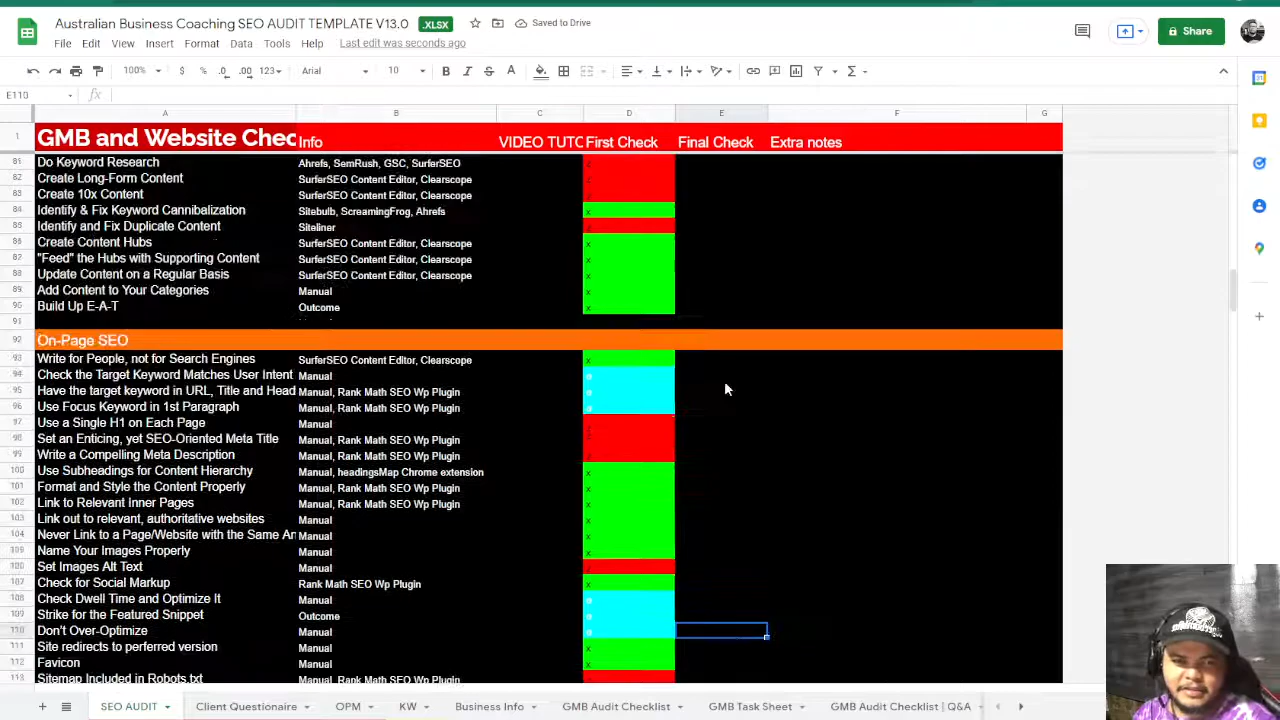 Australian Business Coaching SEO AUDIT TEMPLATE V13.0 .XLSX Saved to Drive
File Edit View Insert Format Data Tools Help Last edit was seconds ago
Share
100% $ % .0 .00 123 Arial 10 B I S A
E110 fx
A B C D E F G
1 GMB and Website Chec Info VIDEO TUTO First Check Final Check Extra notes
Do Keyword Research Ahrefs, SemRush, GSC, SurferSEO
Create Long-Form Content SurferSEO Content Editor, Clearscope
Create 10x Content SurferSEO Content Editor, Clearscope
Identify & Fix Keyword Cannibalization Sitebulb, ScreamingFrog, Ahrefs x
Identify and Fix Duplicate Content Siteliner
Create Content Hubs SurferSEO Content Editor, Clearscope x
"Feed" the Hubs with Supporting Content SurferSEO Content Editor, Clearscope x
Update Content on a Regular Basis SurferSEO Content Editor, Clearscope x
Add Content to Your Categories Manual x
Build Up E-A-T Outcome x
On-Page SEO
Write for People, not for Search Engines SurferSEO Content Editor, Clearscope x
Check the Target Keyword Matches User Intent Manual
Have the target keyword in URL, Title and Head Manual, Rank Math SEO Wp Plugin
Use Focus Keyword in 1st Paragraph Manual, Rank Math SEO Wp Plugin
Use a Single H1 on Each Page Manual
Set an Enticing, yet SEO-Oriented Meta Title Manual, Rank Math SEO Wp Plugin
Write a Compelling Meta Description Manual, Rank Math SEO Wp Plugin
Use Subheadings for Content Hierarchy Manual, headingsMap Chrome extension x
Format and Style the Content Properly Manual, Rank Math SEO Wp Plugin x
Link to Relevant Inner Pages Manual, Rank Math SEO Wp Plugin x
Link out to relevant, authoritative websites Manual x
Never Link to a Page/Website with the Same An Manual x
Name Your Images Properly Manual x
Set Images Alt Text Manual
Check for Social Markup Rank Math SEO Wp Plugin x
Check Dwell Time and Optimize It Manual
Strike for the Featured Snippet Outcome
Don't Over-Optimize Manual
Site redirects to perferred version Manual x
Favicon Manual x
Sitemap Included in Robots.txt Manual, Rank Math SEO Wp Plugin
SEO AUDIT Client Questionaire OPM KW Business Info GMB Audit Checklist GMB Task Sheet GMB Audit Checklist | Q&A